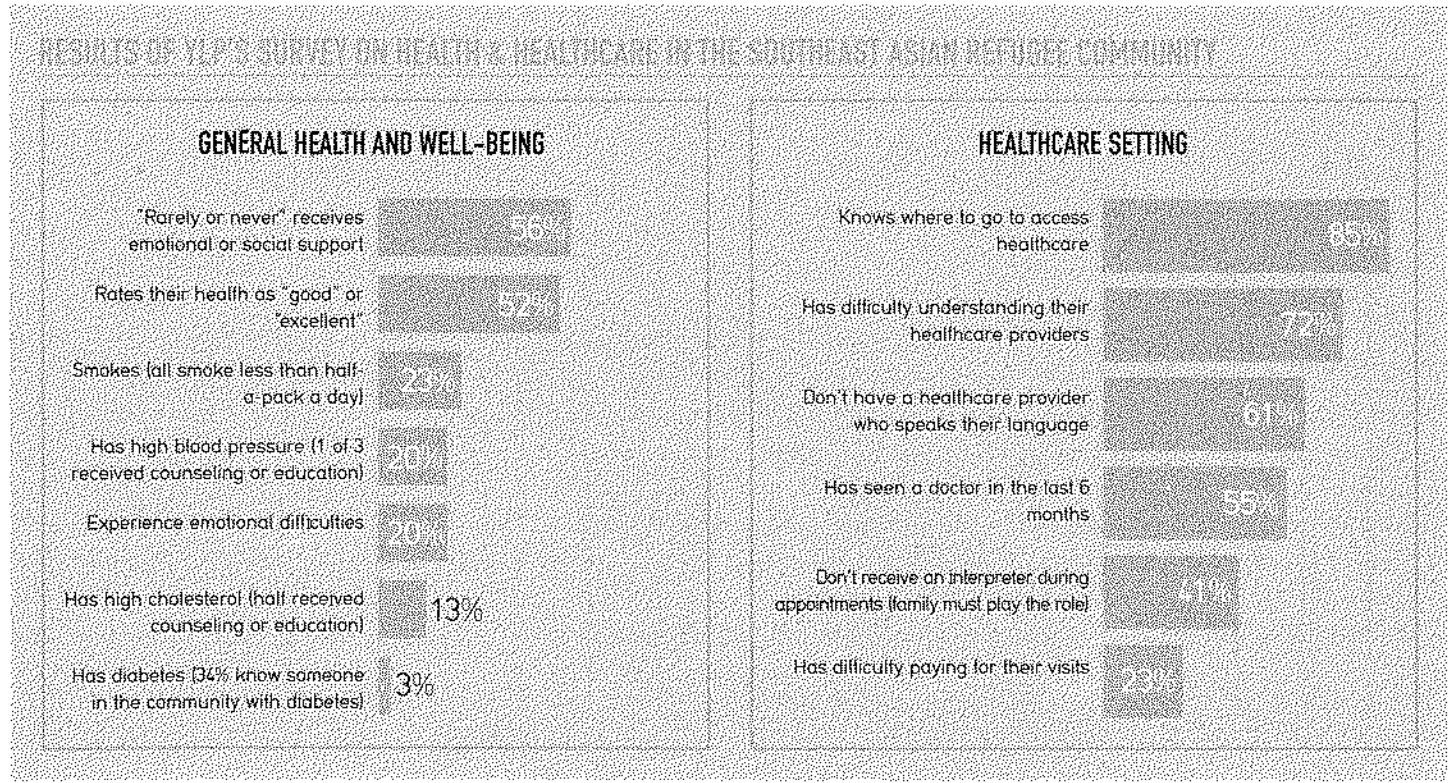 RESULTS OF YLP'S SURVEY ON HEALTH & HEALTHCARE IN THE SOUTHEAST ASIAN REFUGEE COMMUNITY
GENERAL HEALTH AND WELL-BEING
"Rarely or never" receives
emotional or social support
56%
Rates their health as "good" or
"excellent"
52%
Smokes (all smoke less than half-
a-pack a day)
23%
Has high blood pressure (1 of 3
received counseling or education)
20%
Experience emotional difficulties
20%
Has high cholesterol (half received
counseling or education)
13%
Has diabetes (34% know someone
in the community with diabetes)
3%
HEALTHCARE SETTING
Knows where to go to access
healthcare
85%
Has difficulty understanding their
healthcare providers
72%
Don't have a healthcare provider
who speaks their language
61%
Has seen a doctor in the last 6
months
55%
Don't receive an interpreter during
appointments (family must play the role)
41%
Has difficulty paying for their visits
23%